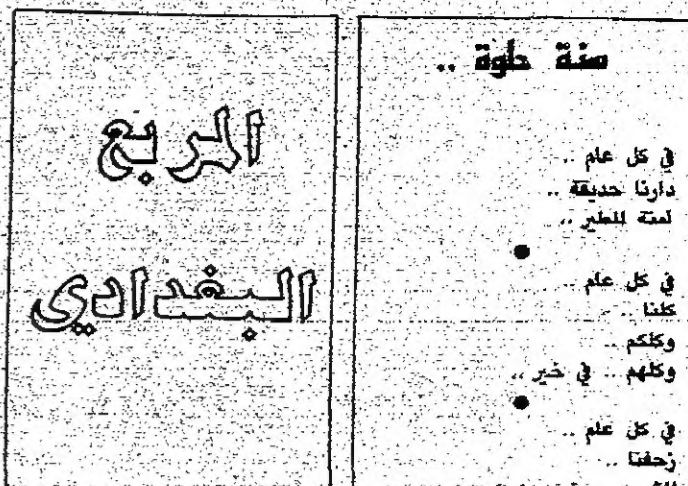 سنة حلوة ..
في كل عام ..
دارنا حديقة ..
للطير ..
●
في كل عام ..
كلنا ..
وكلكم ..
وكلهم .. في خير ..
●
في كل عام ..
زحفنا ..
المربع
البغدادي